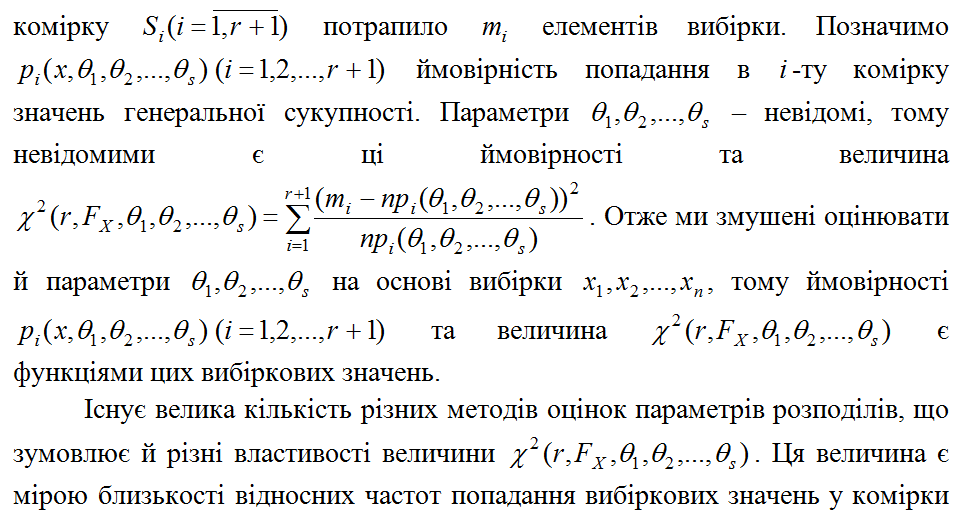 комірку $S_i(i=\overline{1,r+1})$ потрапило $m_i$ елементів вибірки. Позначимо
$p_i(x,\theta_1,\theta_2,...,\theta_s)\,(i=1,2,...,r+1)$ ймовірність попадання в $i$-ту комірку
значень генеральної сукупності. Параметри $\theta_1,\theta_2,...,\theta_s$ – невідомі, тому
невідомими є ці ймовірності та величина
$\chi^2(r,F_X,\theta_1,\theta_2,...,\theta_s)=\sum_{i=1}^{r+1}\frac{(m_i-np_i(\theta_1,\theta_2,...,\theta_s))^2}{np_i(\theta_1,\theta_2,...,\theta_s)}$. Отже ми змушені оцінювати
й параметри $\theta_1,\theta_2,...,\theta_s$ на основі вибірки $x_1,x_2,...,x_n$, тому ймовірності
$p_i(x,\theta_1,\theta_2,...,\theta_s)\,(i=1,2,...,r+1)$ та величина $\chi^2(r,F_X,\theta_1,\theta_2,...,\theta_s)$ є
функціями цих вибіркових значень.
Існує велика кількість різних методів оцінок параметрів розподілів, що
зумовлює й різні властивості величини $\chi^2(r,F_X,\theta_1,\theta_2,...,\theta_s)$. Ця величина є
мірою близькості відносних частот попадання вибіркових значень у комірки